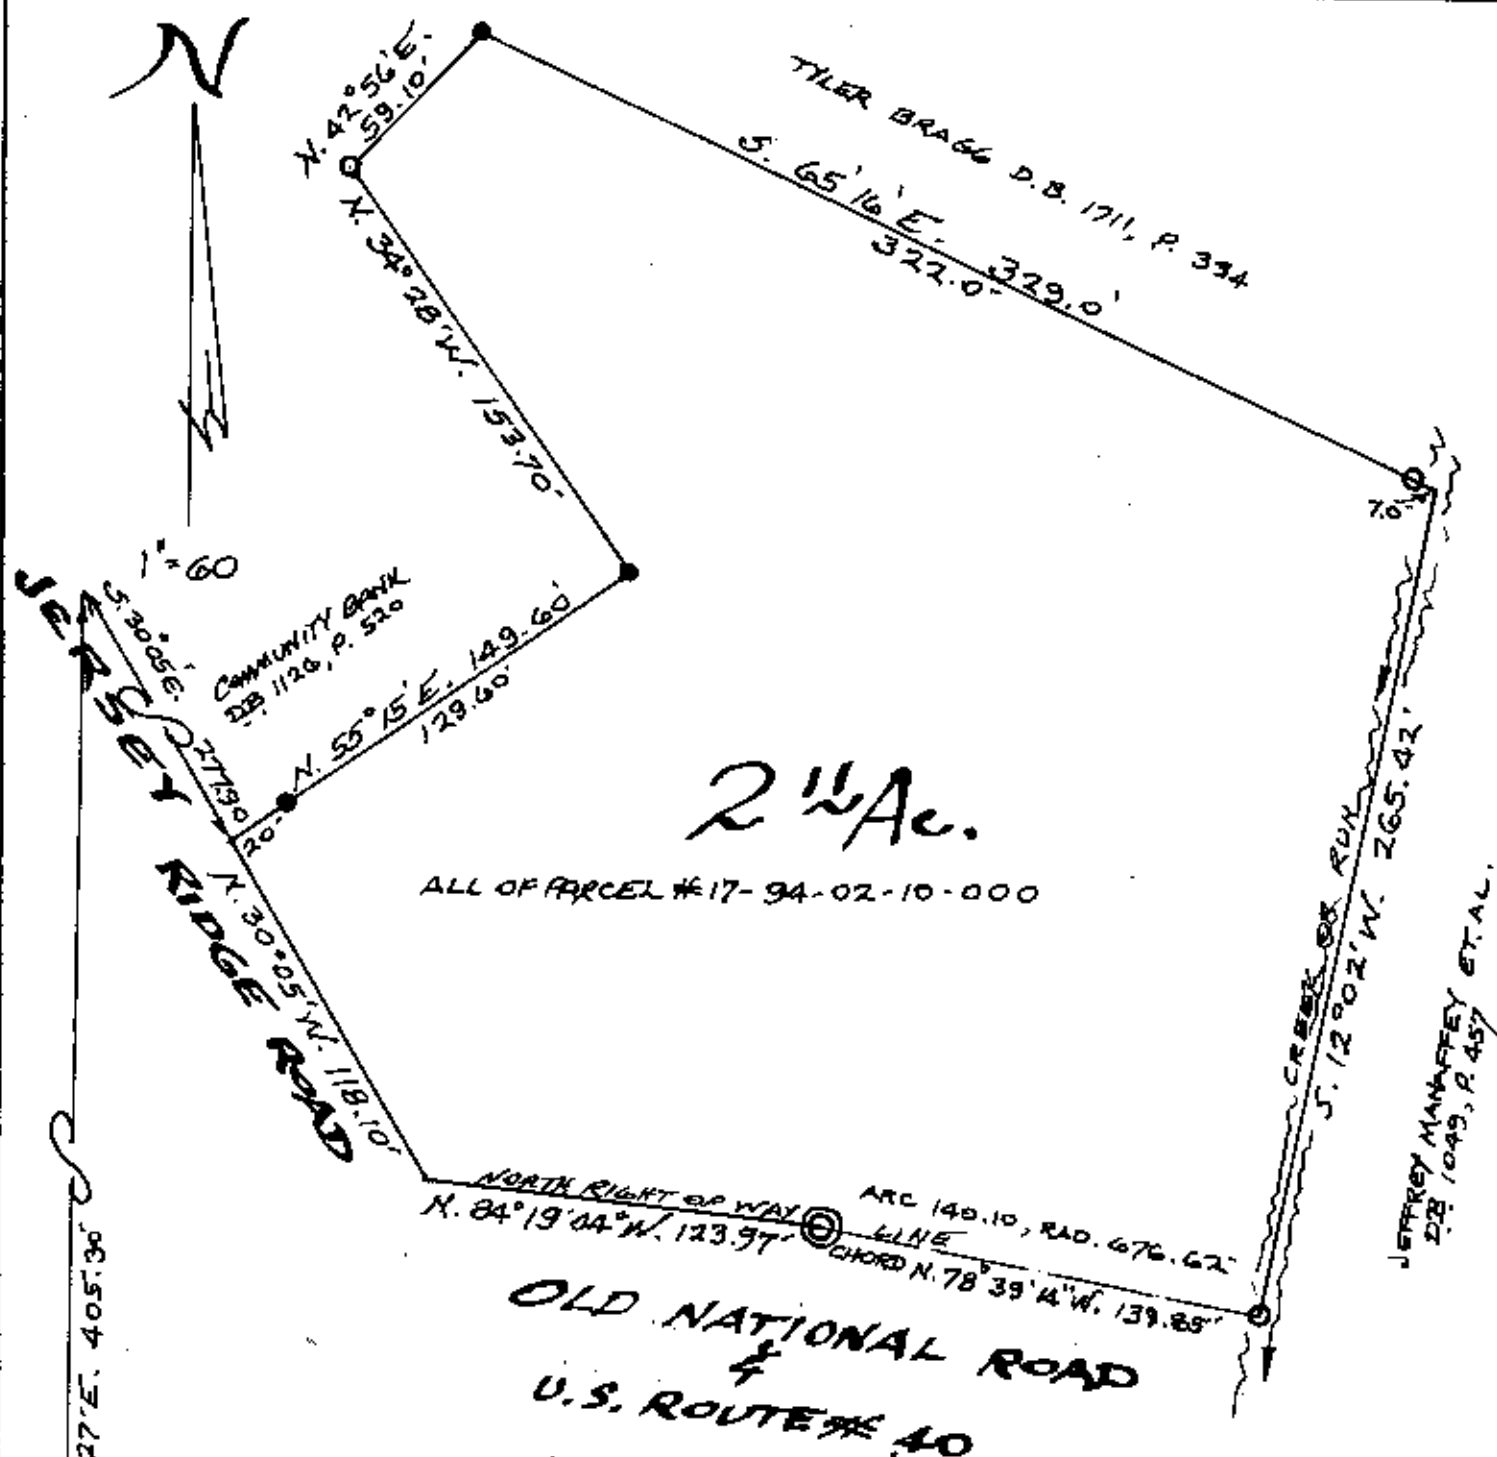 N
N. 42°56'E.
59.10'
TYLER BRAGG D.B. 1711, P. 334
S. 65'16'E. 329.0'
322.0'
N. 34°28'W. 153.70'
7.0'
1"=60
S. 30°05'E.
277.90
COMMUNITY BANK
DB 1126, P. 520
N. 55°15'E. 149.60'
129.60'
20'
JERSEY RIDGE ROAD
2 Ac.
ALL OF PARCEL #17-94-02-10-000
CREEK OR RUN
S. 12°02'W. 265.42'
N. 30°05'W. 118.10'
JEFFREY MAHAFFEY ET. AL.
DB 1049, P. 457
NORTH RIGHT OF WAY LINE
N. 84°19'04"W. 123.97'
ARC 140.10, RAD. 676.62'
CHORD N. 78°39'14"W. 139.85'
OLD NATIONAL ROAD
&
U.S. ROUTE # 40
27'E. 405.30'